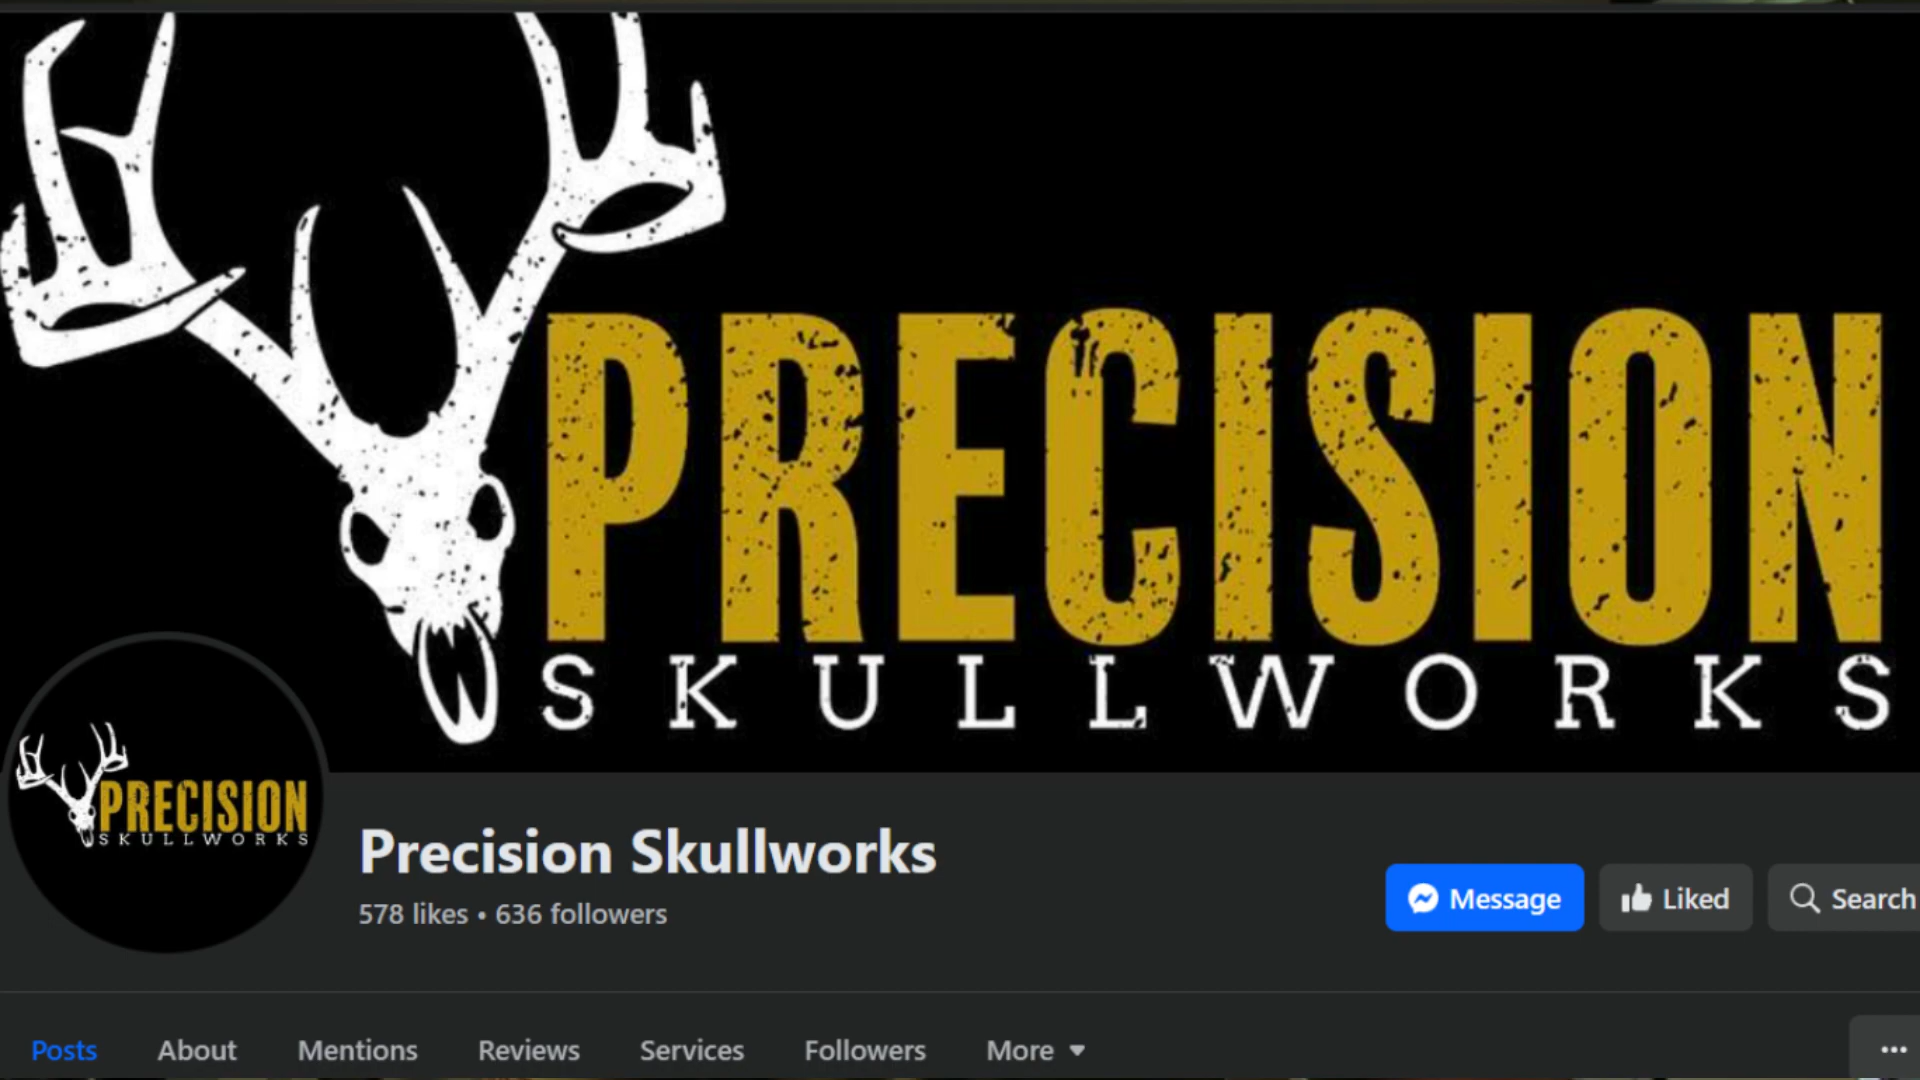 PRECISION
SKULLWORKS
PRECISION
SKULLWORKS
Precision Skullworks
578 likes • 636 followers
Message Liked Search
Posts About Mentions Reviews Services Followers More